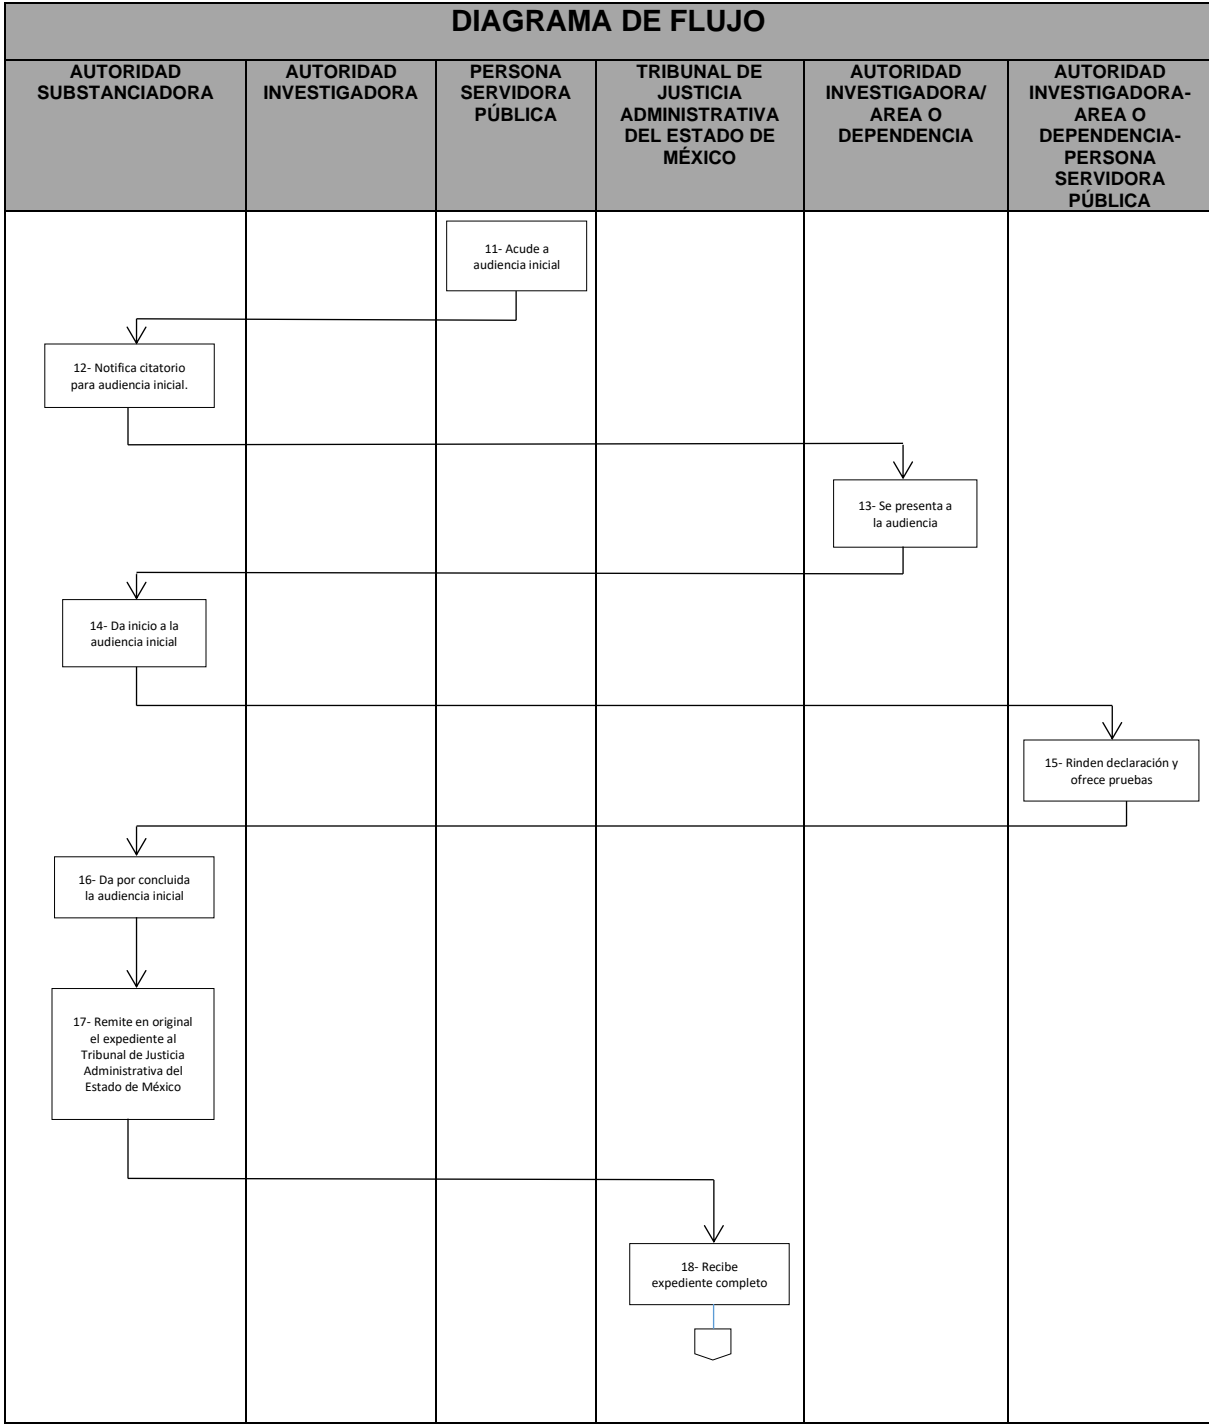 DIAGRAMA DE FLUJO
AUTORIDAD
SUBSTANCIADORA
AUTORIDAD
INVESTIGADORA
PERSONA
SERVIDORA
PÚBLICA
TRIBUNAL DE
JUSTICIA
ADMINISTRATIVA
DEL ESTADO DE
MÉXICO
AUTORIDAD
INVESTIGADORA/
AREA O
DEPENDENCIA
AUTORIDAD
INVESTIGADORA-
AREA O
DEPENDENCIA-
PERSONA
SERVIDORA
PÚBLICA
11- Acude a
audiencia inicial
12- Notifica citatorio
para audiencia inicial.
13- Se presenta a
la audiencia
14- Da inicio a la
audiencia inicial
15- Rinden declaración y
ofrece pruebas
16- Da por concluida
la audiencia inicial
17- Remite en original
el expediente al
Tribunal de Justicia
Administrativa del
Estado de México
18- Recibe
expediente completo